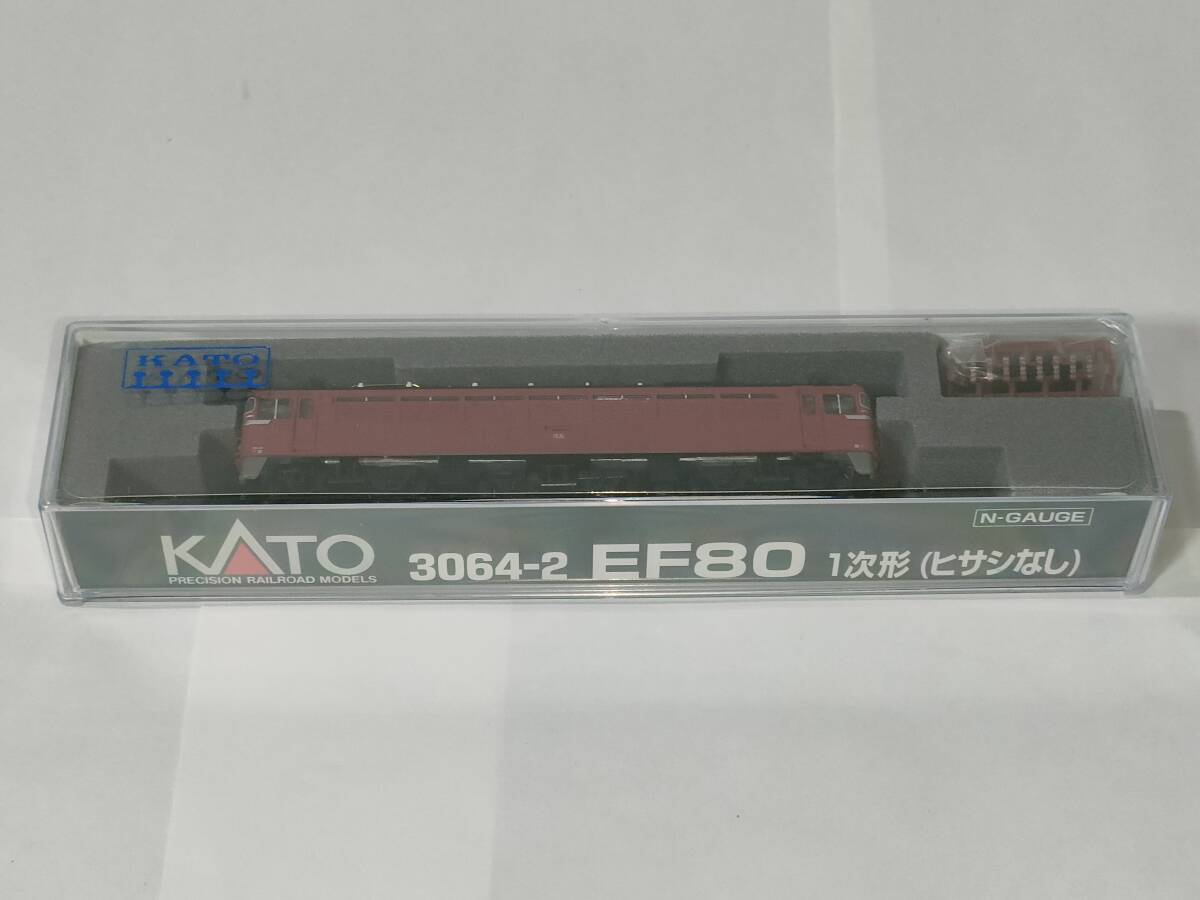 KATO
N-GAUGE
KATO 3064-2 EF80 1次形 (ヒサシなし)
PRECISION RAILROAD MODELS